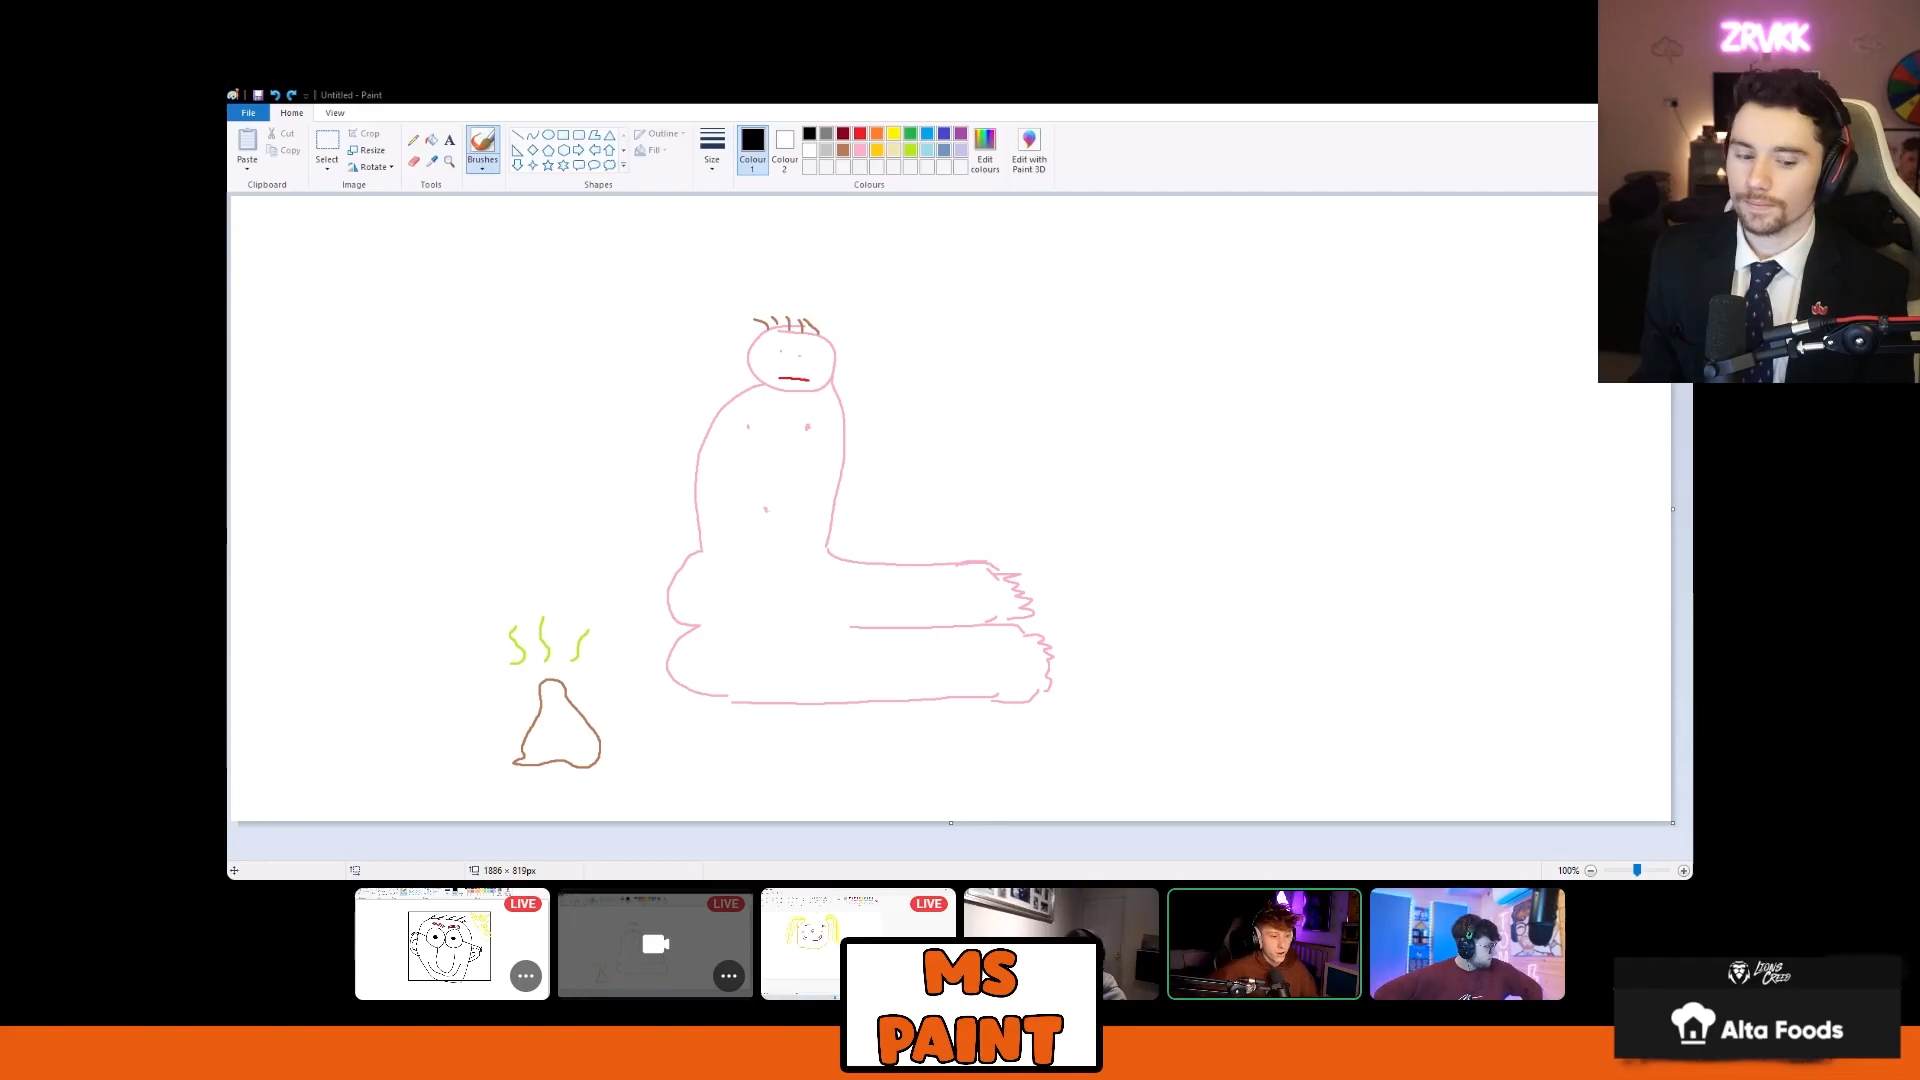 ZRVKK
Untitled - Paint
File
Home
View
Paste
Cut
Copy
Clipboard
Select
Crop
Resize
Rotate
Image
A
Tools
Brushes
Outline
Fill
Shapes
Size
Colour
1
Colour
2
Edit
colours
Edit with
Paint 3D
Colours
1886 × 819px
100%
LIVE
LIVE
LIVE
MS
PAINT
LIONS
CREED
Alta Foods